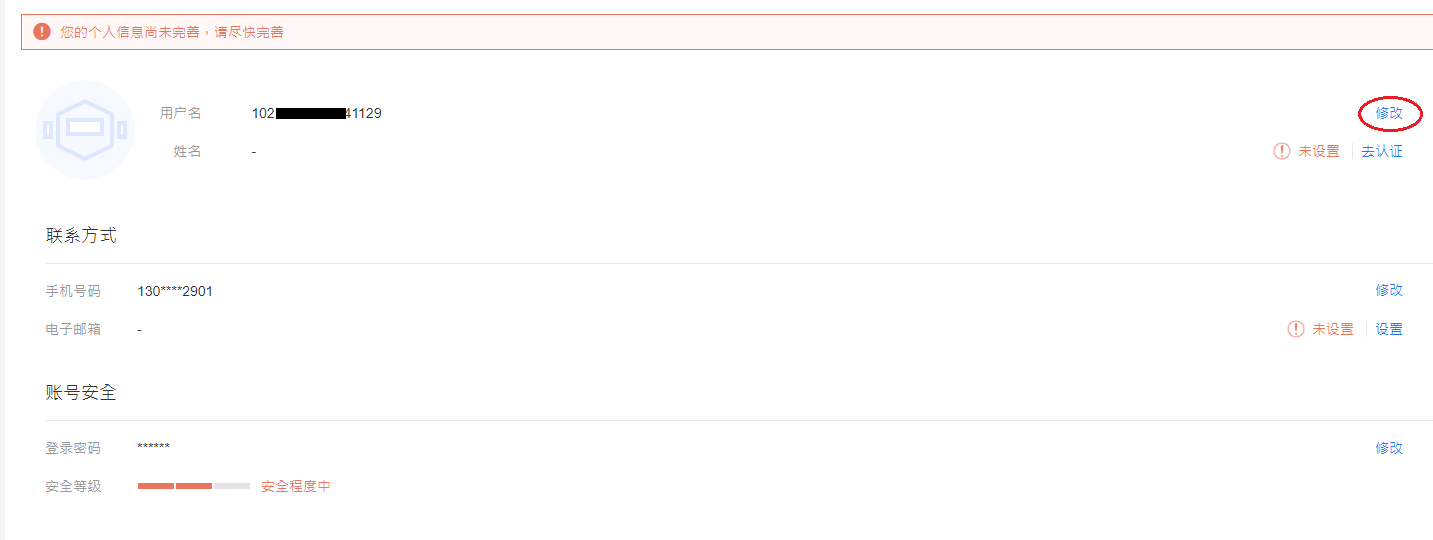 您的个人信息尚未完善，请尽快完善
用户名 102 41129 修改
姓名 - 未设置 去认证
联系方式
手机号码 130****2901 修改
电子邮箱 - 未设置 设置
账号安全
登录密码 ****** 修改
安全等级 安全程度中